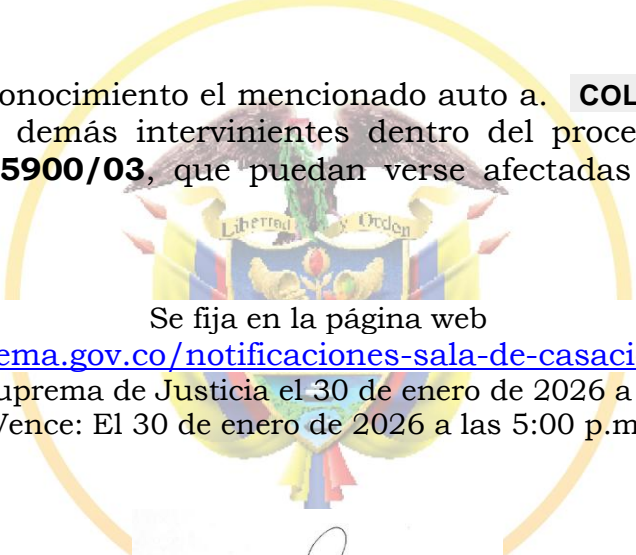 onocimiento el mencionado auto a. COL
demás intervinientes dentro del proce
5900/03, que puedan verse afectadas
Libertad y Orden
Se fija en la página web
ema.gov.co/notificaciones-sala-de-casaci
uprema de Justicia el 30 de enero de 2026 a
Vence: El 30 de enero de 2026 a las 5:00 p.m